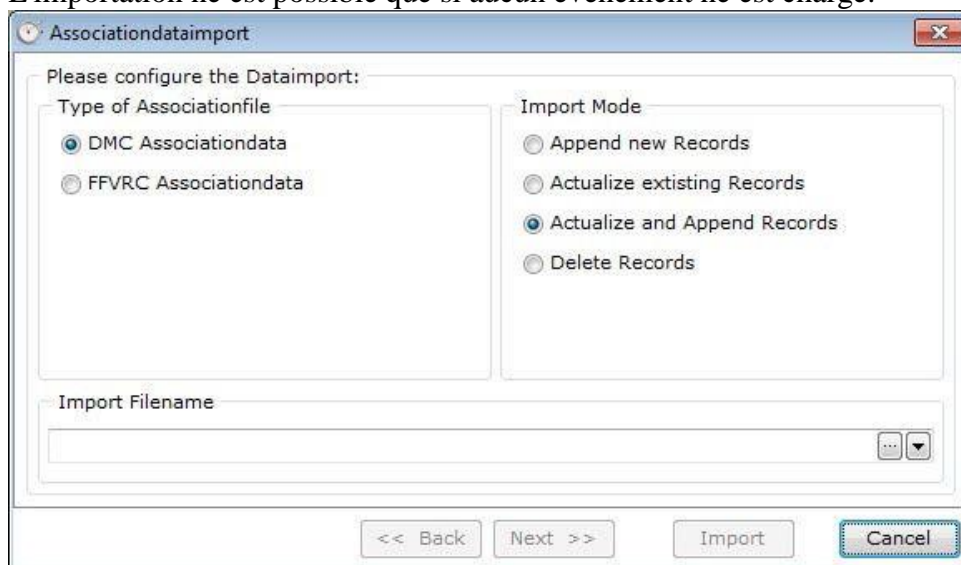 L'importation ne est possible que si aucun événement ne est chargé.
Associationdataimport
Please configure the Dataimport:
Type of Associationfile
DMC Associationdata
FFVRC Associationdata
Import Mode
Append new Records
Actualize extisting Records
Actualize and Append Records
Delete Records
Import Filename
...
<< Back
Next >>
Import
Cancel